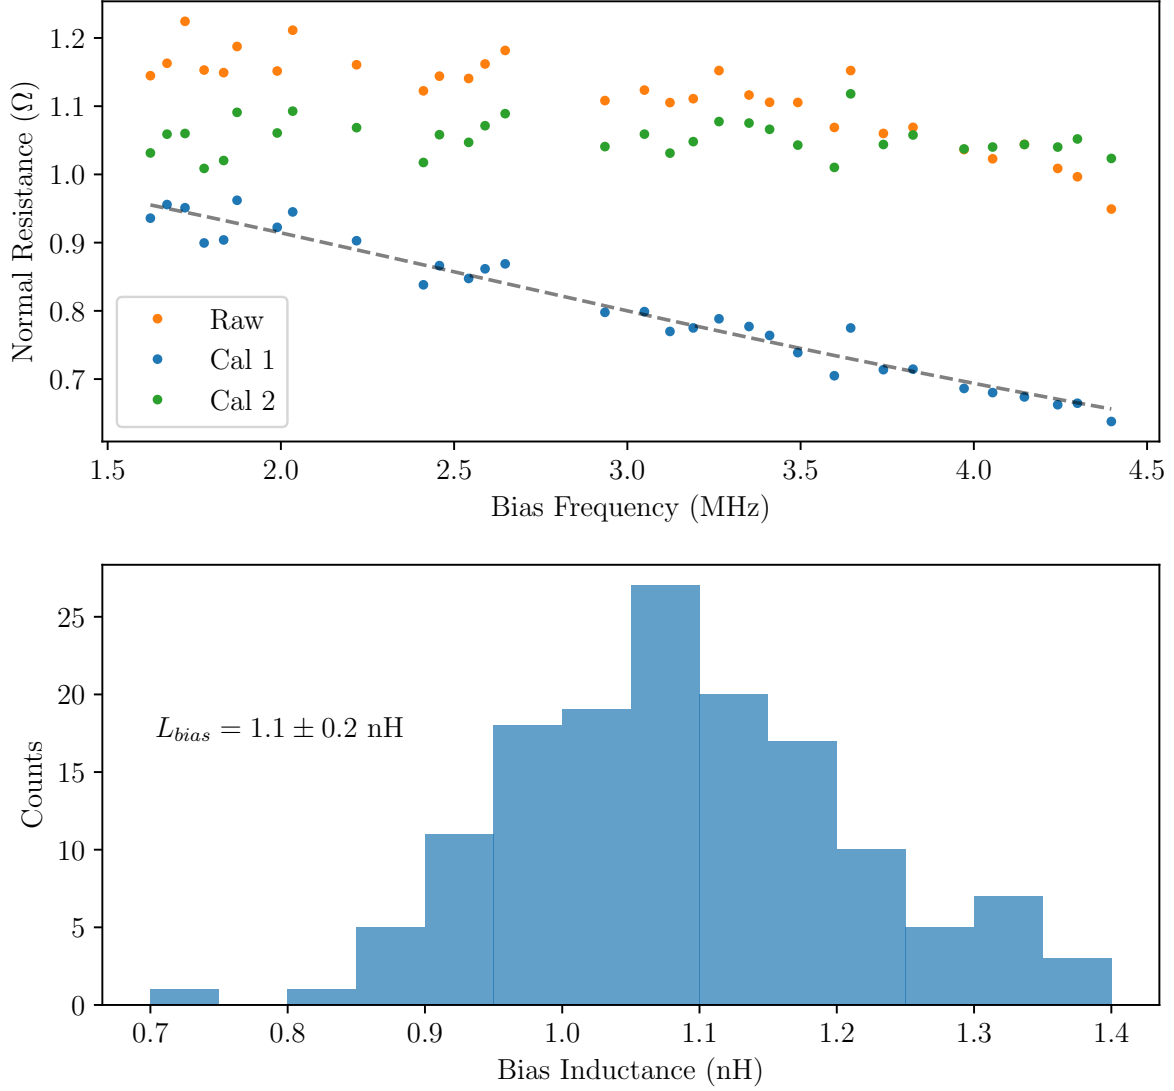 1.2
1.1
1.0
0.9
0.8
0.7
Normal Resistance (Ω)
Raw
Cal 1
Cal 2
1.5 2.0 2.5 3.0 3.5 4.0 4.5
Bias Frequency (MHz)
25
20
15
10
5
0
Counts
L_{bias} = 1.1 ± 0.2 nH
0.7 0.8 0.9 1.0 1.1 1.2 1.3 1.4
Bias Inductance (nH)